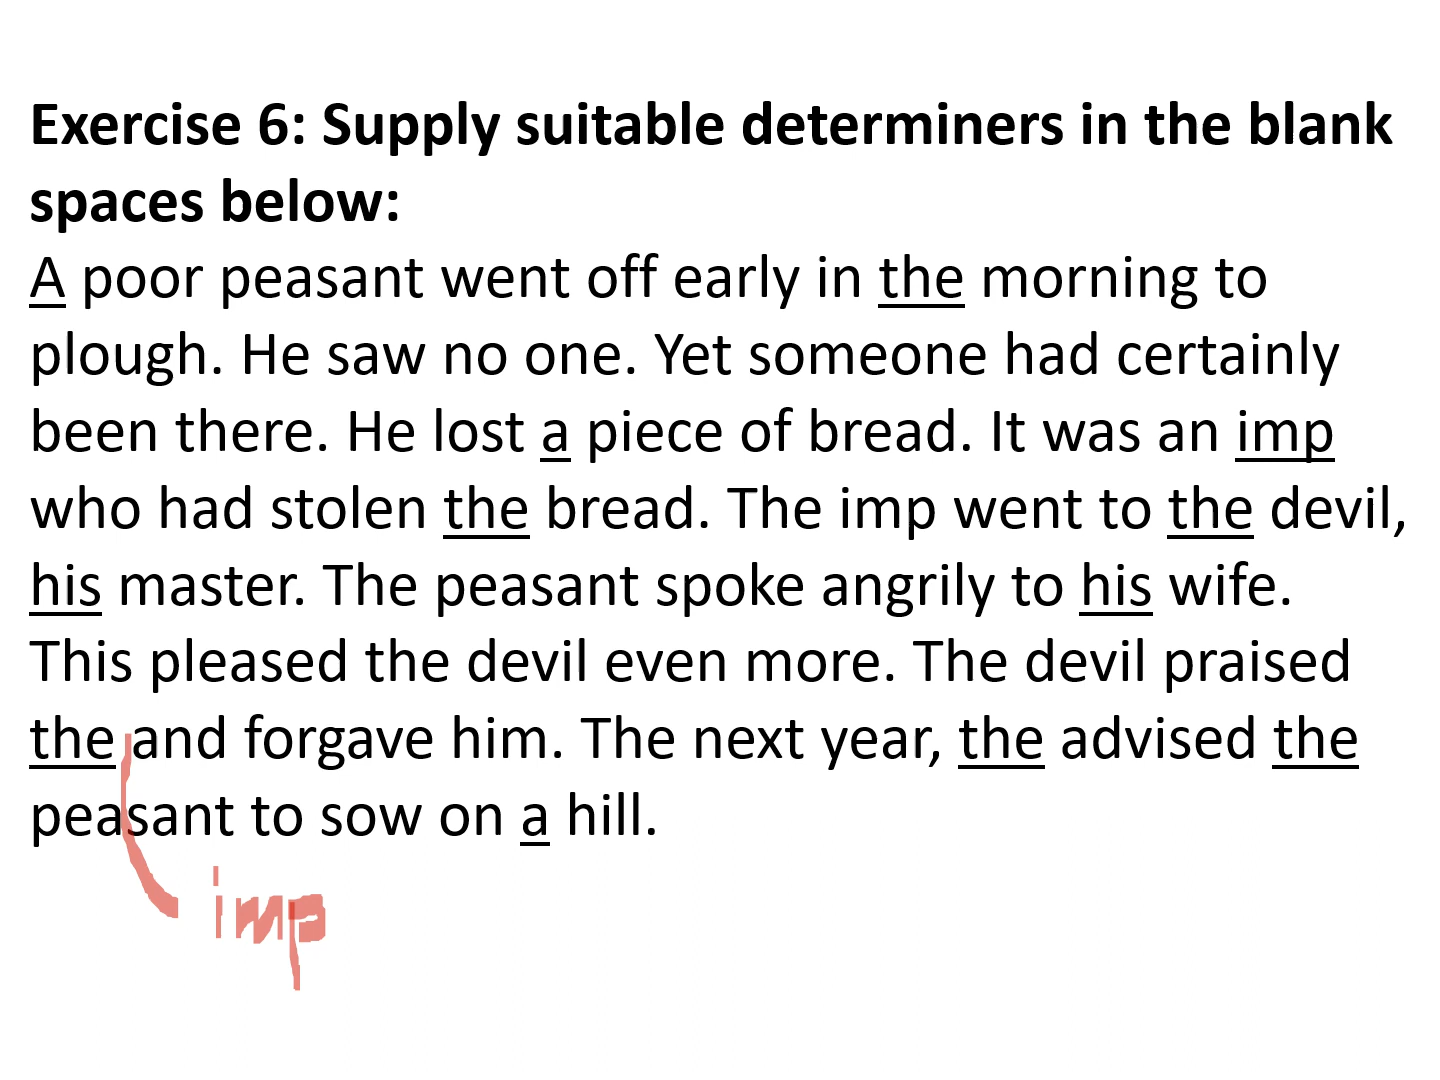 Exercise 6: Supply suitable determiners in the blank
spaces below:
A poor peasant went off early in the morning to
plough. He saw no one. Yet someone had certainly
been there. He lost a piece of bread. It was an imp
who had stolen the bread. The imp went to the devil,
his master. The peasant spoke angrily to his wife.
This pleased the devil even more. The devil praised
the and forgave him. The next year, the advised the
peasant to sow on a hill.
imp